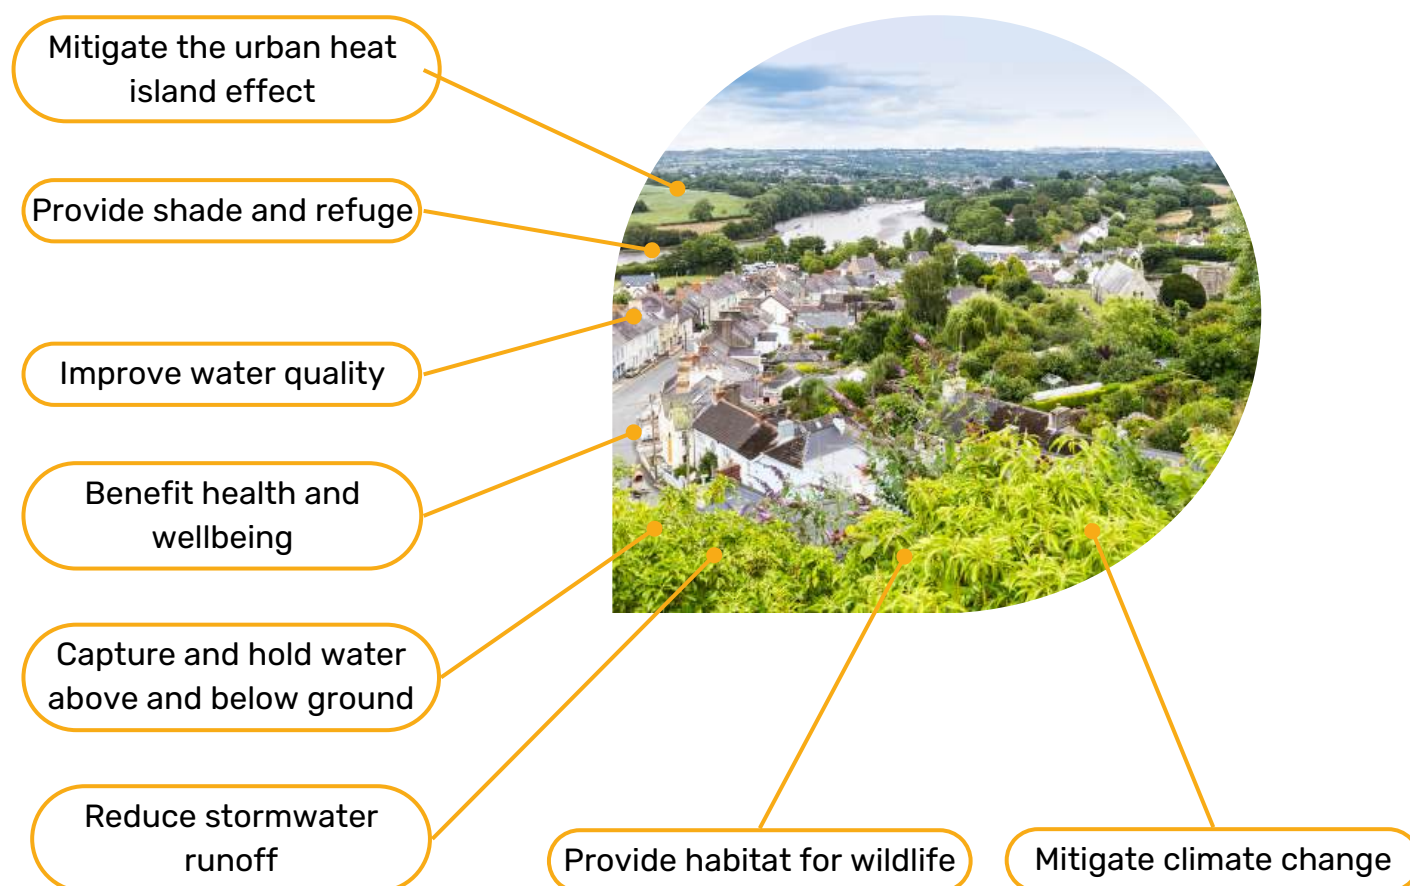 Mitigate the urban heat
island effect
Provide shade and refuge
Improve water quality
Benefit health and
wellbeing
Capture and hold water
above and below ground
Reduce stormwater
runoff
Provide habitat for wildlife
Mitigate climate change